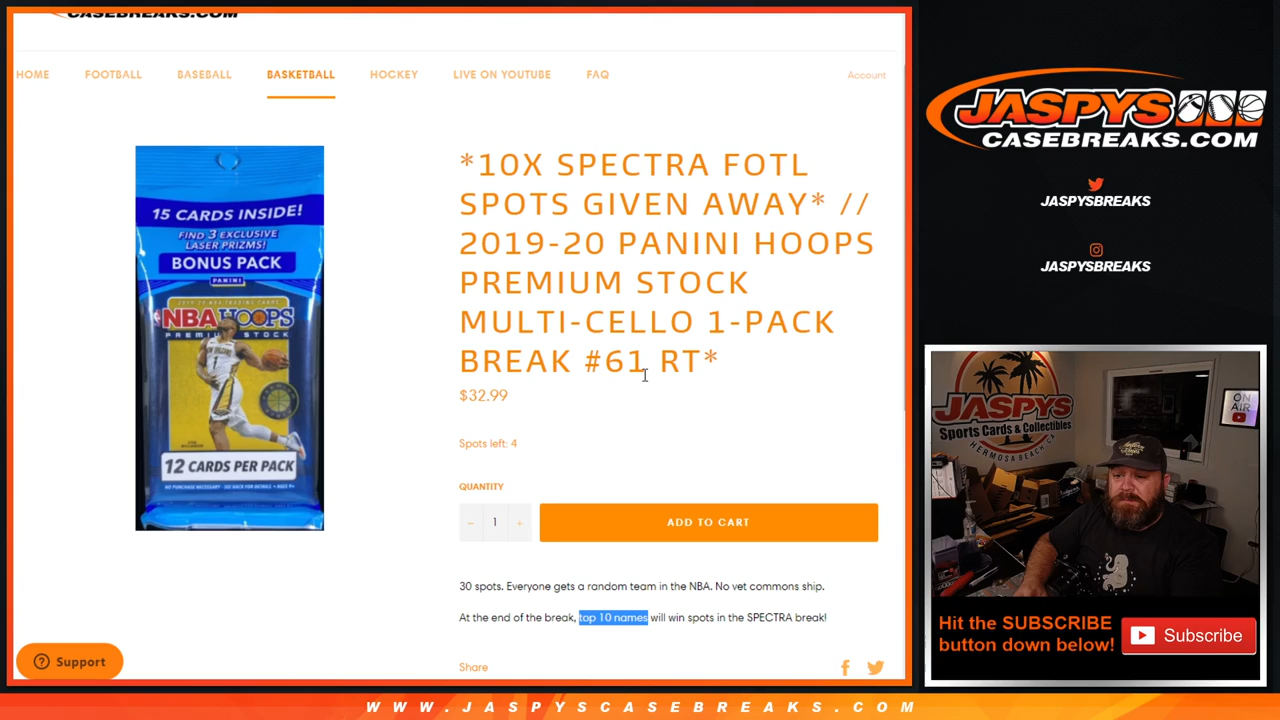 CASEBREAKS.COM
HOME FOOTBALL BASEBALL BASKETBALL HOCKEY LIVE ON YOUTUBE FAQ
Account
15 CARDS INSIDE!
FIND 3 EXCLUSIVE
LASER PRIZMS!
BONUS PACK
PANINI
2019-20 NBA TRADING CARDS
NBA HOOPS
PREMIUM STOCK
12 CARDS PER PACK
*10X SPECTRA FOTL
SPOTS GIVEN AWAY* //
2019-20 PANINI HOOPS
PREMIUM STOCK
MULTI-CELLO 1-PACK
BREAK #61 RT*
$32.99
Spots left: 4
QUANTITY
− 1 +
ADD TO CART
30 spots. Everyone gets a random team in the NBA. No vet commons ship.
At the end of the break, top 10 names will win spots in the SPECTRA break!
Share
Support
JASPYS
CASEBREAKS.COM
JASPYSBREAKS
JASPYSBREAKS
JASPYS
Sports Cards & Collectibles
HERMOSA BEACH, CA
ON
AIR
Hit the SUBSCRIBE
button down below!
Subscribe
WWW.JASPYSCASEBREAKS.COM